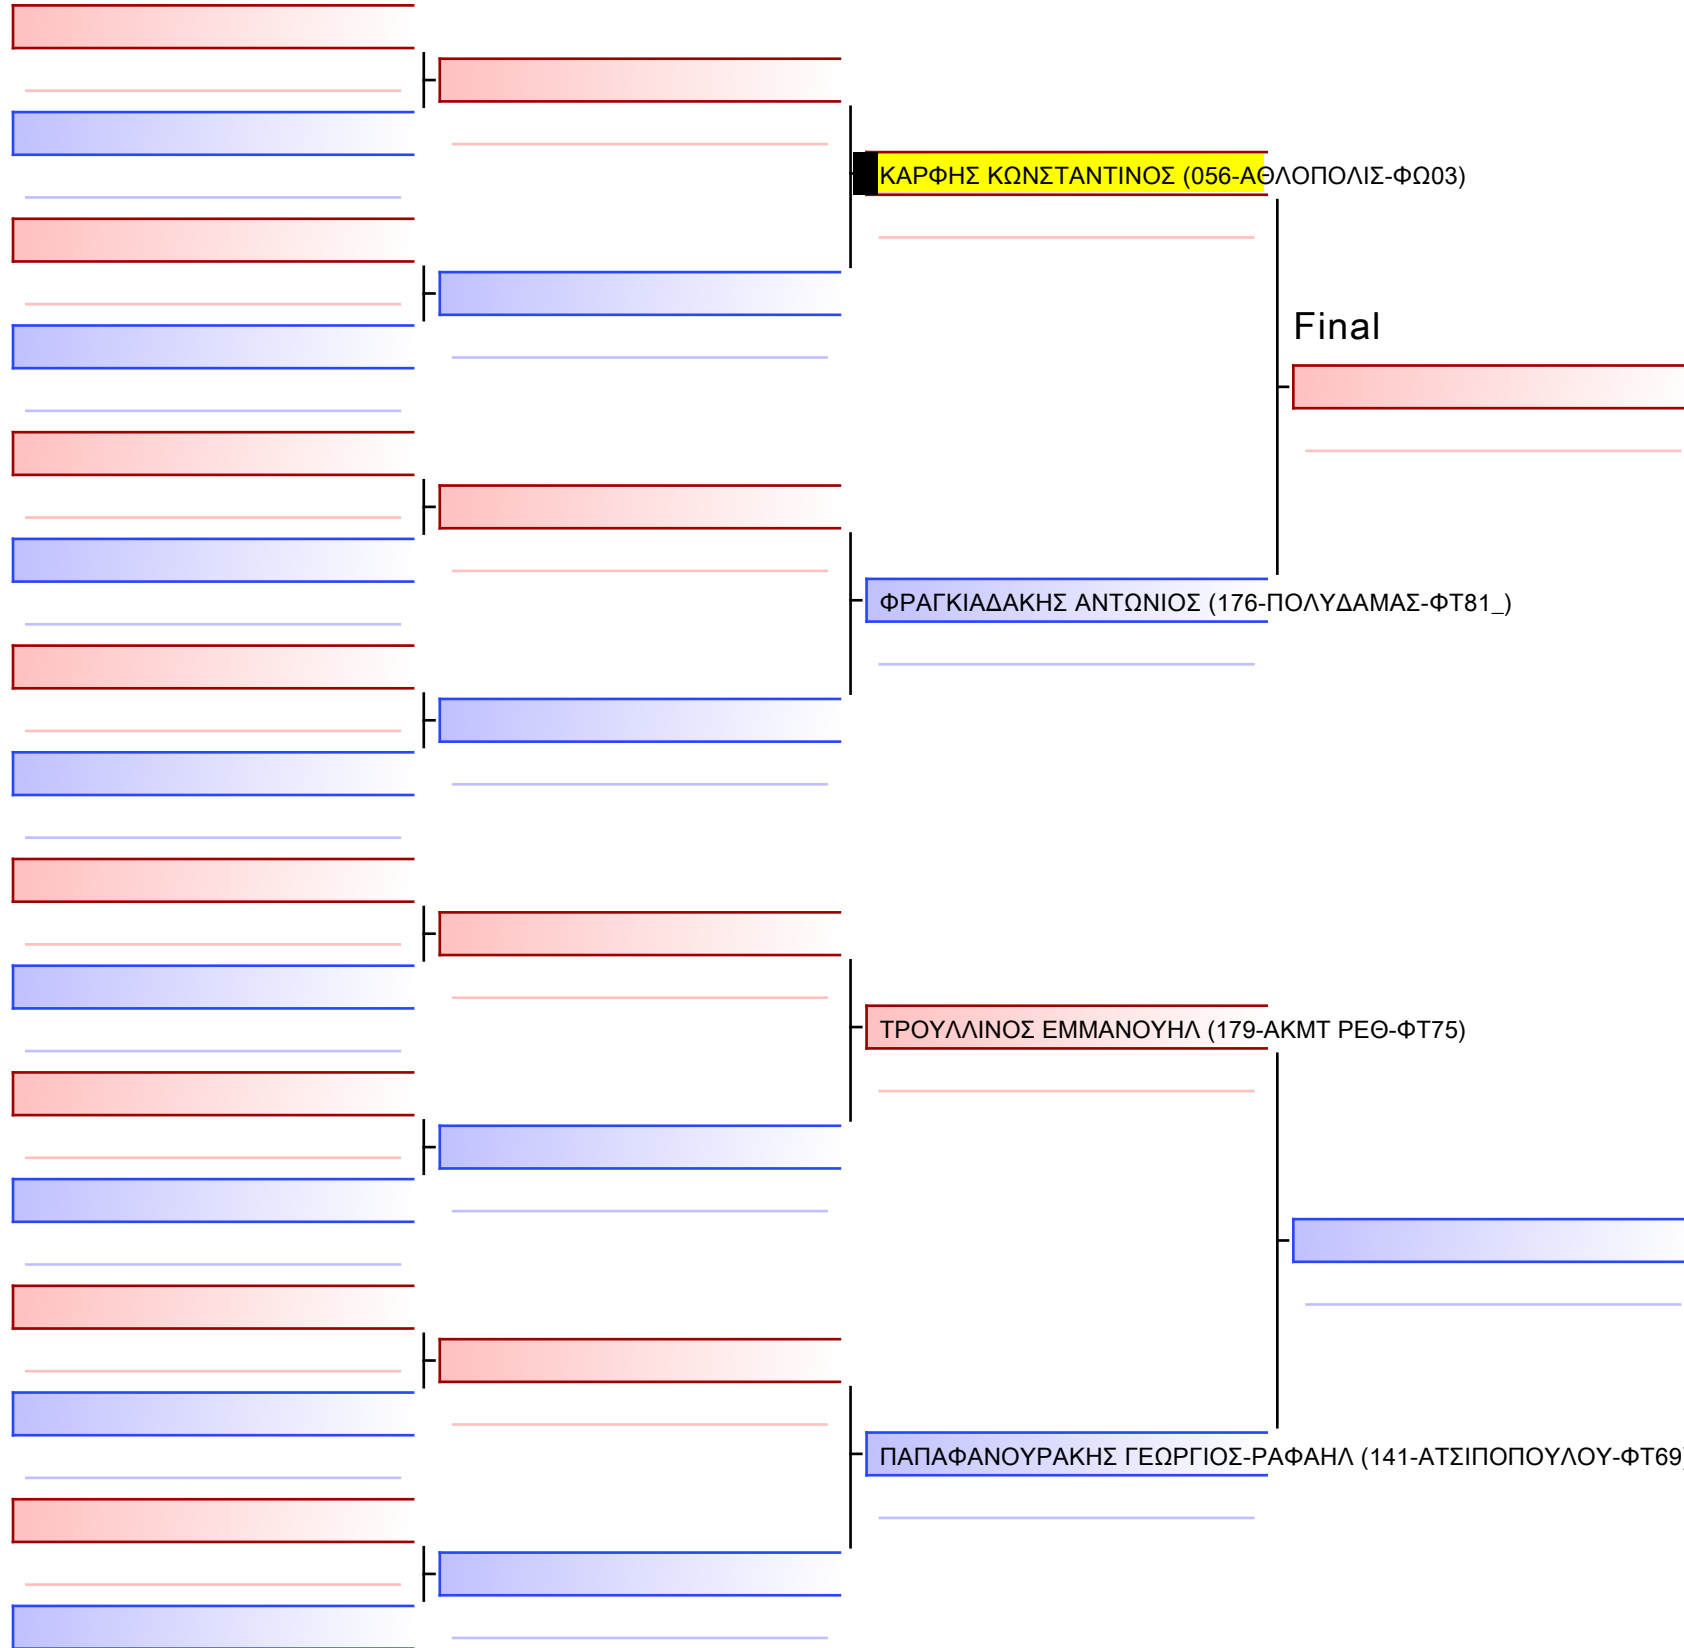 ΚΑΡΦΗΣ ΚΩΝΣΤΑΝΤΙΝΟΣ (056-ΑΘΛΟΠΟΛΙΣ-ΦΩ03)
Final
ΦΡΑΓΚΙΑΔΑΚΗΣ ΑΝΤΩΝΙΟΣ (176-ΠΟΛΥΔΑΜΑΣ-ΦΤ81_)
ΤΡΟΥΛΛΙΝΟΣ ΕΜΜΑΝΟΥΗΛ (179-ΑΚΜΤ ΡΕΘ-ΦΤ75)
ΠΑΠΑΦΑΝΟΥΡΑΚΗΣ ΓΕΩΡΓΙΟΣ-ΡΑΦΑΗΛ (141-ΑΤΣΙΠΟΠΟΥΛΟΥ-ΦΤ69)